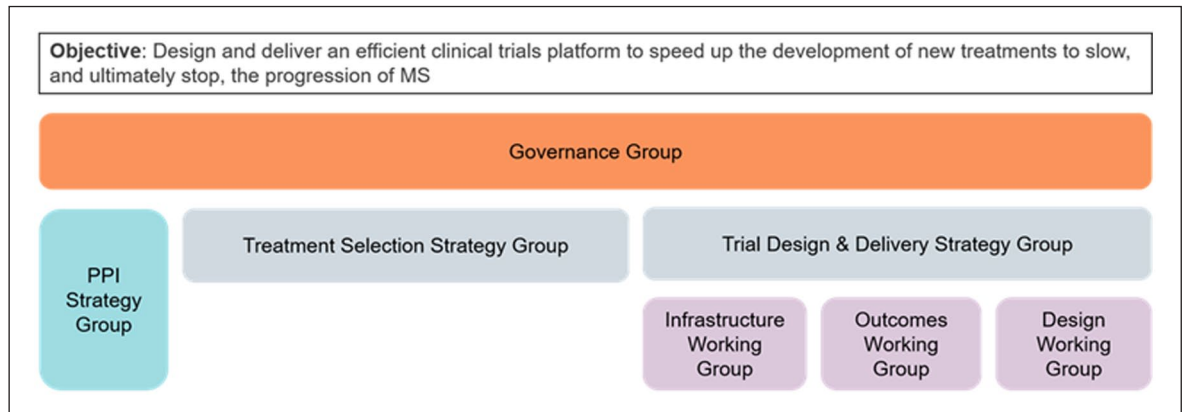 Objective: Design and deliver an efficient clinical trials platform to speed up the development of new treatments to slow,
and ultimately stop, the progression of MS
Governance Group
PPI
Strategy
Group
Treatment Selection Strategy Group
Trial Design & Delivery Strategy Group
Infrastructure
Working
Group
Outcomes
Working
Group
Design
Working
Group